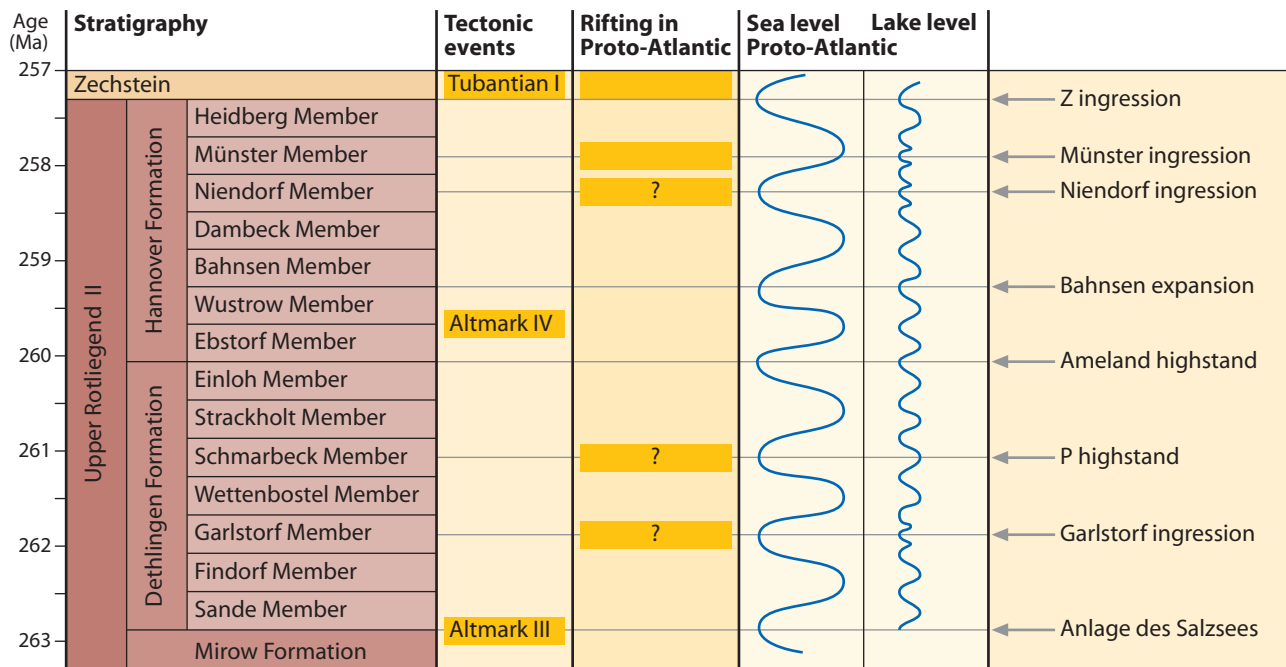 Age
(Ma)
Stratigraphy
Tectonic
events
Rifting in
Proto-Atlantic
Sea level
Proto-Atlantic
Lake level
257
258
259
260
261
262
263
Zechstein
Upper Rotliegend II
Hannover Formation
Dethlingen Formation
Heidberg Member
Münster Member
Niendorf Member
Dambeck Member
Bahnsen Member
Wustrow Member
Ebstorf Member
Einloh Member
Strackholt Member
Schmarbeck Member
Wettenbostel Member
Garlstorf Member
Findorf Member
Sande Member
Mirow Formation
Tubantian I
Altmark IV
Altmark III
?
?
?
Z ingression
Münster ingression
Niendorf ingression
Bahnsen expansion
Ameland highstand
P highstand
Garlstorf ingression
Anlage des Salzsees